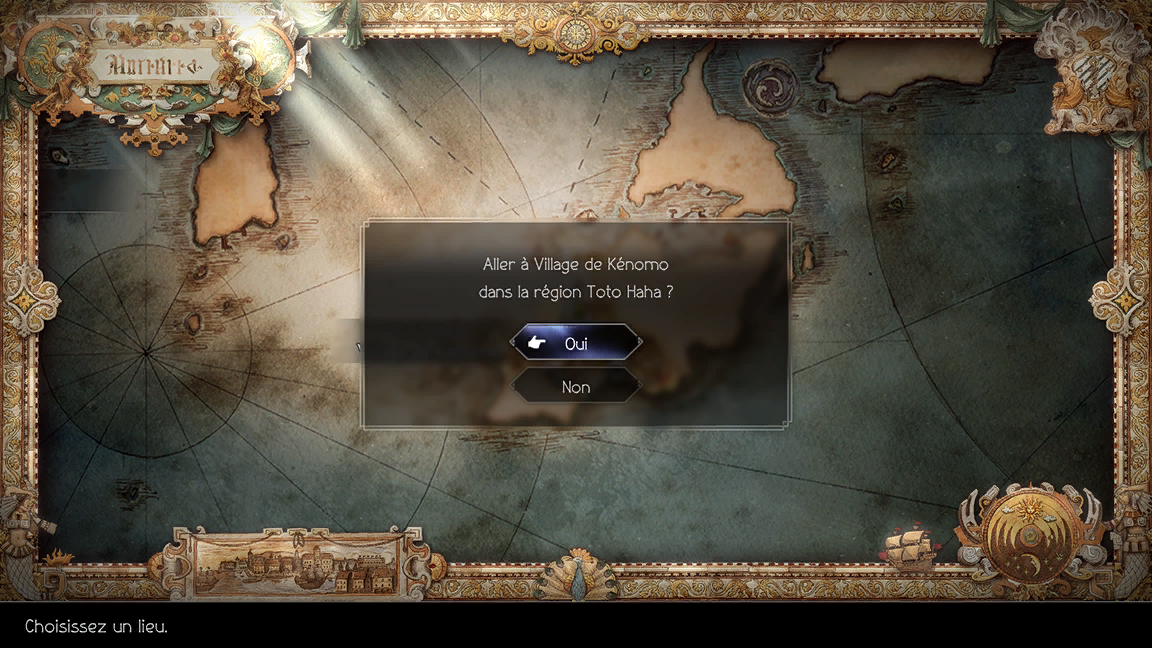 Aller à Village de Kénomo
dans la région Toto Haha ?
Oui
Non
Choisissez un lieu.